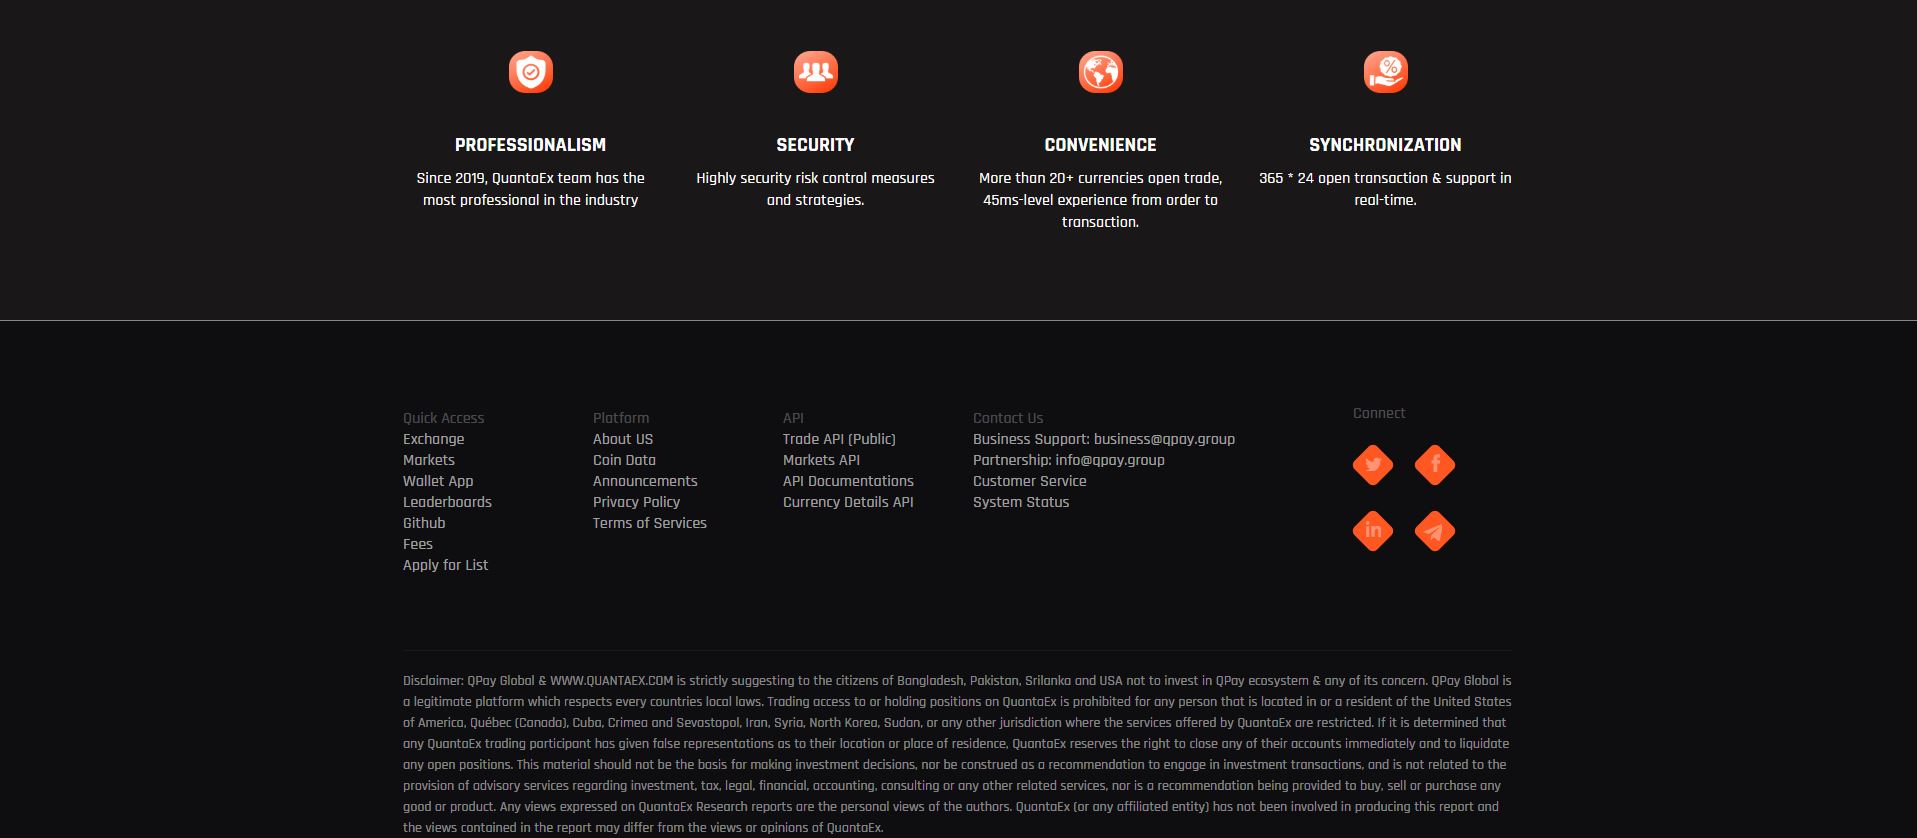 PROFESSIONALISM
Since 2019, QuantaEx team has the
most professional in the industry
SECURITY
Highly security risk control measures
and strategies.
CONVENIENCE
More than 20+ currencies open trade,
45ms-level experience from order to
transaction.
SYNCHRONIZATION
365 * 24 open transaction & support in
real-time.
Quick Access
Exchange
Markets
Wallet App
Leaderboards
Github
Fees
Apply for List
Platform
About US
Coin Data
Announcements
Privacy Policy
Terms of Services
API
Trade API (Public)
Markets API
API Documentations
Currency Details API
Contact Us
Business Support: business@qpay.group
Partnership: info@qpay.group
Customer Service
System Status
Connect
Disclaimer: QPay Global & WWW.QUANTAEX.COM is strictly suggesting to the citizens of Bangladesh, Pakistan, Srilanka and USA not to invest in QPay ecosystem & any of its concern. QPay Global is
a legitimate platform which respects every countries local laws. Trading access to or holding positions on QuantaEx is prohibited for any person that is located in or a resident of the United States
of America, Québec (Canada), Cuba, Crimea and Sevastopol, Iran, Syria, North Korea, Sudan, or any other jurisdiction where the services offered by QuantaEx are restricted. If it is determined that
any QuantaEx trading participant has given false representations as to their location or place of residence, QuantaEx reserves the right to close any of their accounts immediately and to liquidate
any open positions. This material should not be the basis for making investment decisions, nor be construed as a recommendation to engage in investment transactions, and is not related to the
provision of advisory services regarding investment, tax, legal, financial, accounting, consulting or any other related services, nor is a recommendation being provided to buy, sell or purchase any
good or product. Any views expressed on QuantaEx Research reports are the personal views of the authors. QuantaEx (or any affiliated entity) has not been involved in producing this report and
the views contained in the report may differ from the views or opinions of QuantaEx.